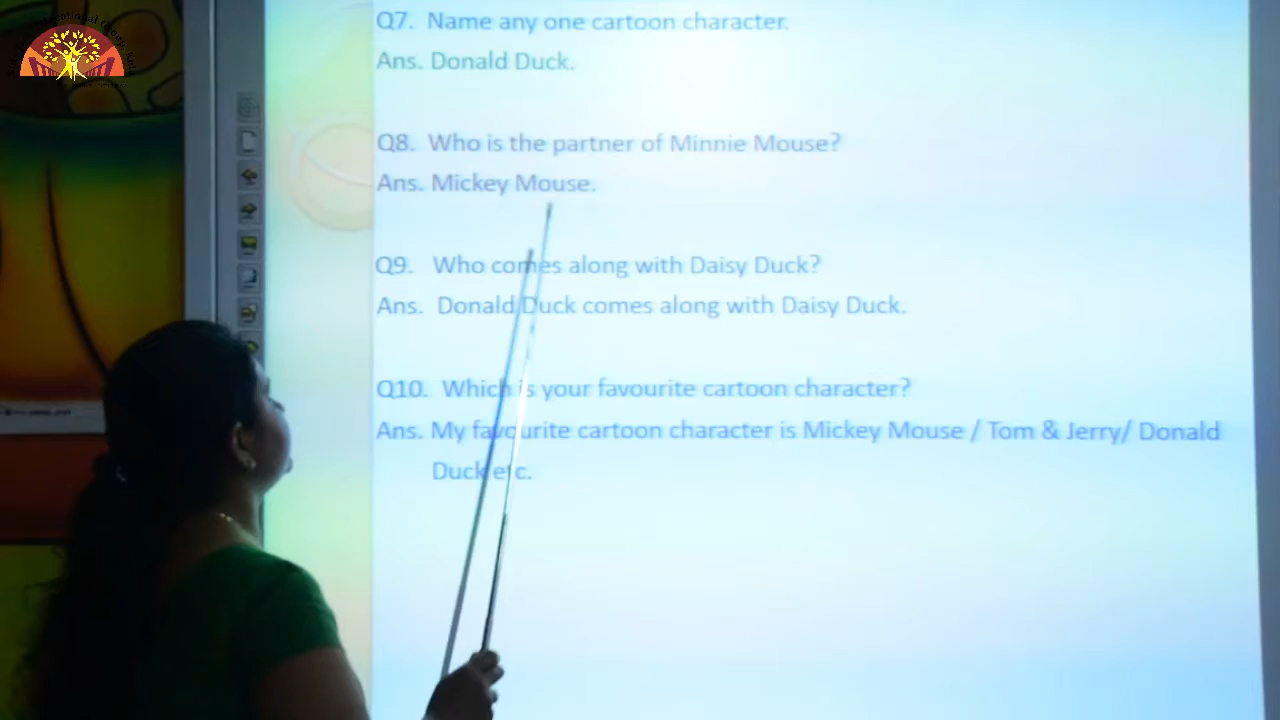 Q7. Name any one cartoon character.
Ans. Donald Duck.
Q8. Who is the partner of Minnie Mouse?
Ans. Mickey Mouse.
Q9. Who comes along with Daisy Duck?
Ans. Donald Duck comes along with Daisy Duck.
Q10. Which is your favourite cartoon character?
Ans. My favourite cartoon character is Mickey Mouse / Tom & Jerry/ Donald
Duck etc.